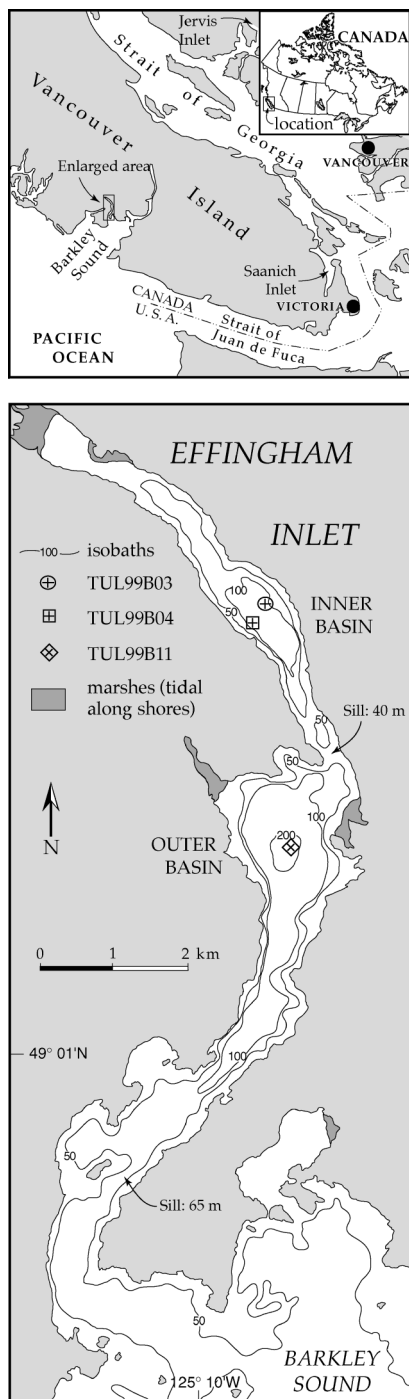 Jervis
Inlet
CANADA
location
Strait of Georgia
VANCOUVER
Vancouver
Island
Enlarged area
Barkley
Sound
Saanich
Inlet
VICTORIA
CANADA
U.S.A.
Strait of
Juan de Fuca
PACIFIC
OCEAN
EFFINGHAM
INLET
100 isobaths
TUL99B03
TUL99B04
TUL99B11
marshes (tidal
along shores)
100
50
INNER
BASIN
50
Sill: 40 m
50
100
N
OUTER
BASIN
200
0 1 2 km
49° 01'N
100
50
Sill: 65 m
50
125° 10'W
BARKLEY
SOUND